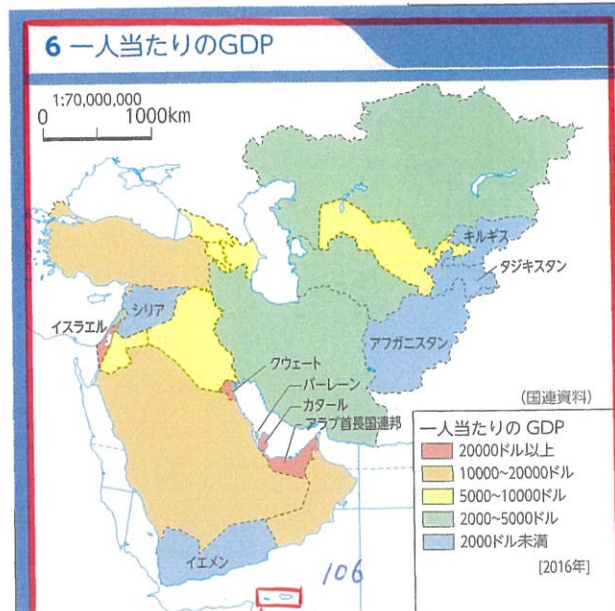 6 一人当たりのGDP
1:70,000,000
0 1000km
キルギス
タジキスタン
シリア
イスラエル
アフガニスタン
クウェート
バーレーン
カタール
アラブ首長国連邦
(国連資料)
一人当たりの GDP
20000ドル以上
10000~20000ドル
5000~10000ドル
2000~5000ドル
2000ドル未満
[2016年]
イエメン
106